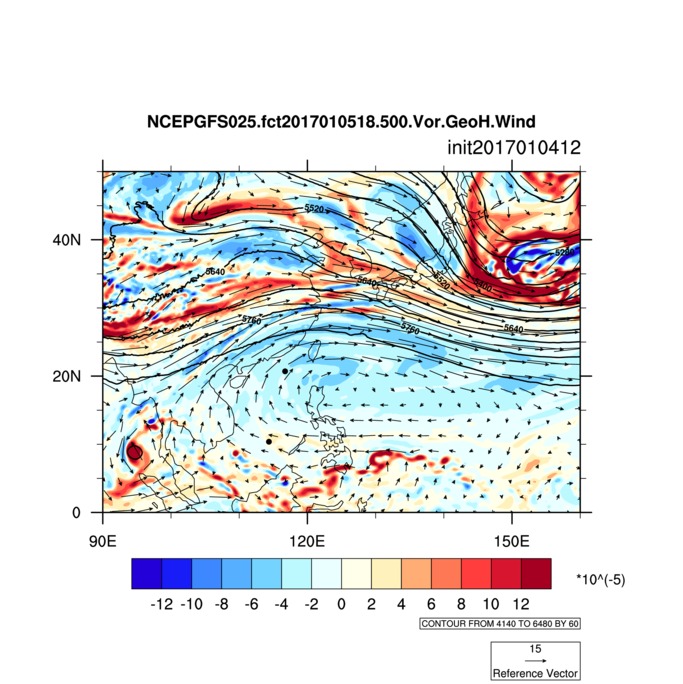 NCEPGFS025.fct2017010518.500.Vor.GeoH.Wind
init2017010412
5520
40N
5280
5640
5640
5520
5400
5760
5760
5640
20N
0
90E 120E 150E
-12 -10 -8 -6 -4 -2 0 2 4 6 8 10 12
*10^(-5)
CONTOUR FROM 4140 TO 6480 BY 60
15
Reference Vector